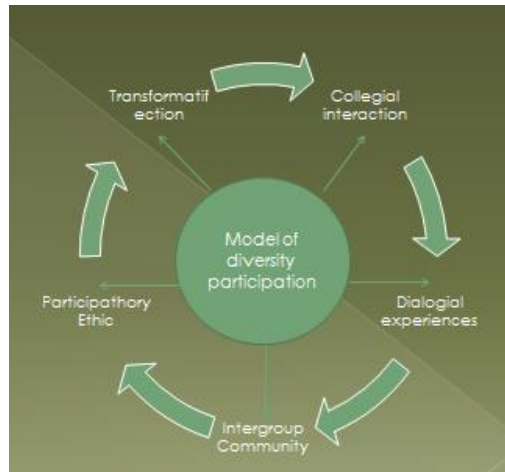 Transformatif
ection
Collegial
interaction
Model of
diversity
participation
Participathory
Ethic
Dialogial
experiences
Intergroup
Community